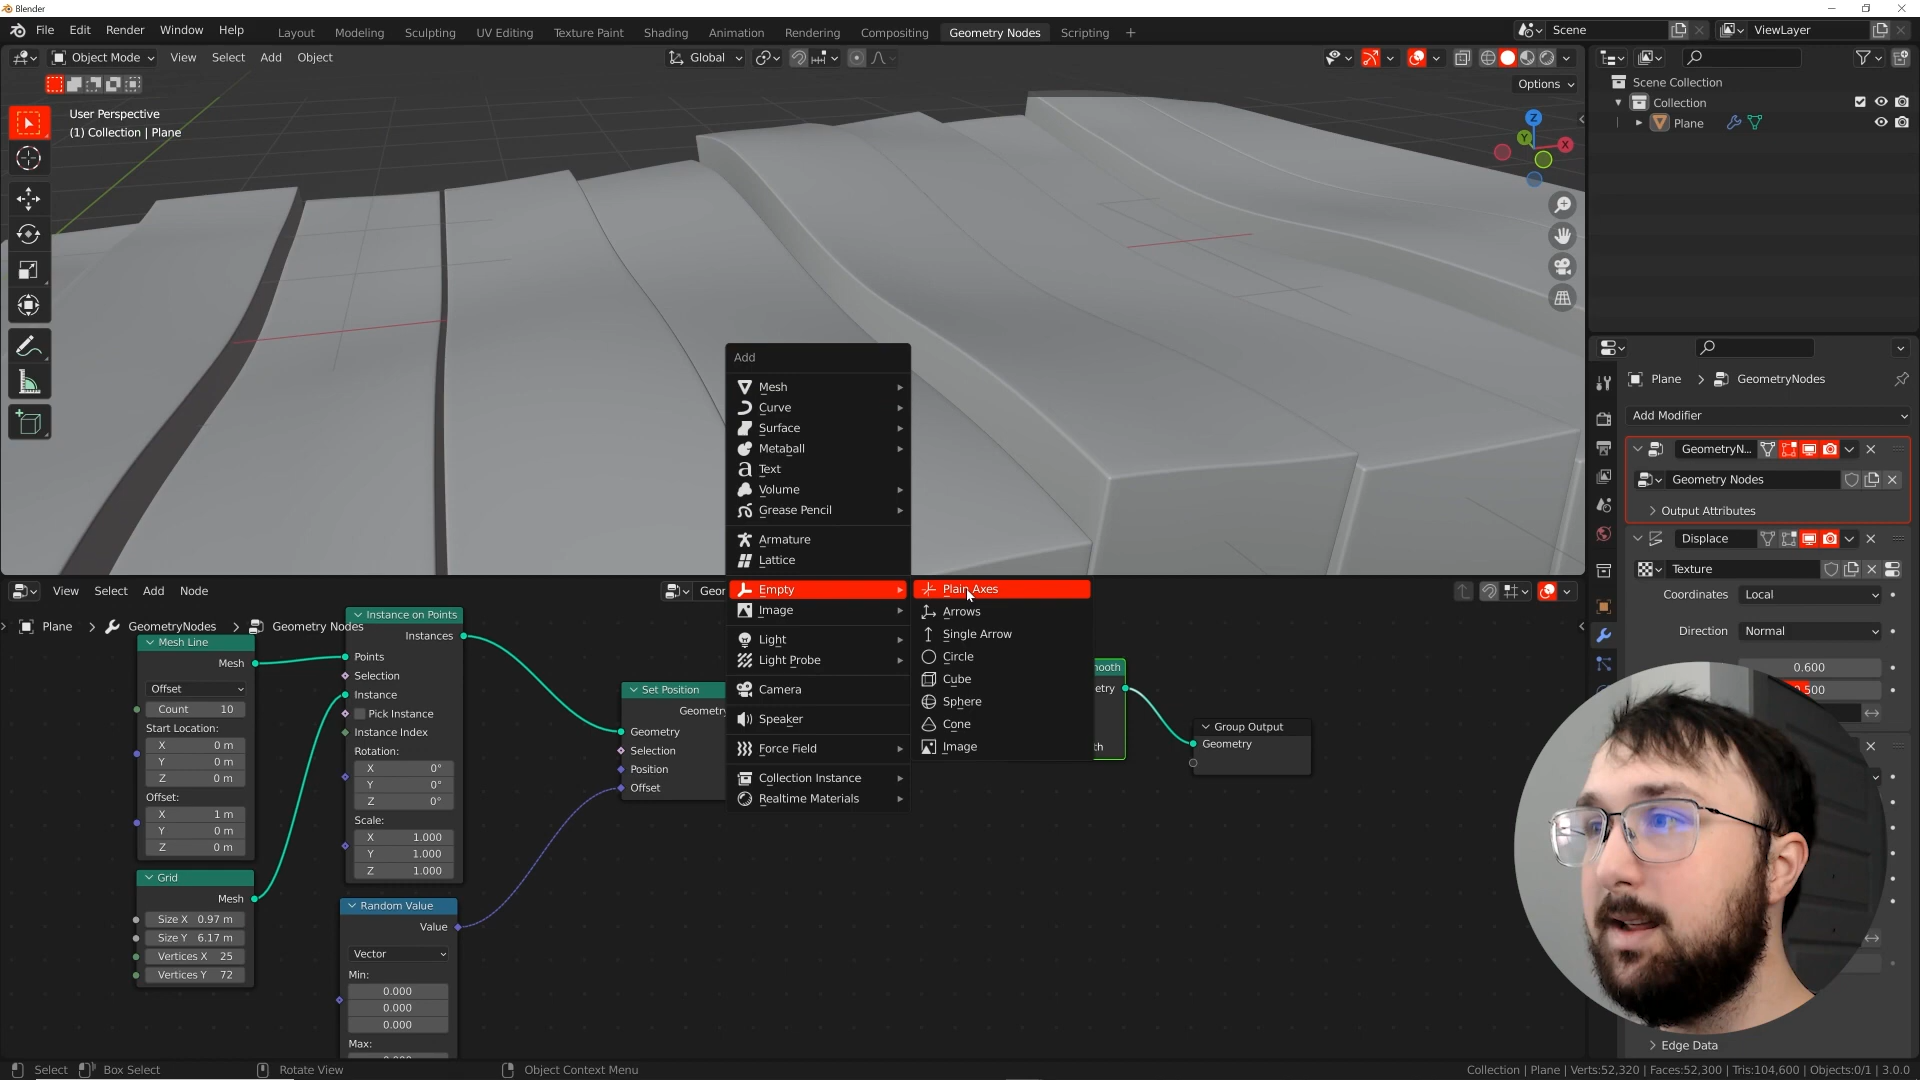 Blender
File Edit Render Window Help
Layout Modeling Sculpting UV Editing Texture Paint Shading Animation Rendering Compositing Geometry Nodes Scripting +
Scene
ViewLayer
Object Mode View Select Add Object
Global
Options
User Perspective
(1) Collection | Plane
Z
Y
X
Scene Collection
Collection
Plane
Plane > GeometryNodes
Add Modifier
GeometryN...
Geometry Nodes
Output Attributes
Displace
Texture
Coordinates Local
Direction Normal
0.600
Edge Data
Add
Mesh
Curve
Surface
Metaball
Text
Volume
Grease Pencil
Armature
Lattice
Empty
Image
Light
Light Probe
Camera
Speaker
Force Field
Collection Instance
Realtime Materials
Plain Axes
Arrows
Single Arrow
Circle
Cube
Sphere
Cone
Image
View Select Add Node
Geor
Plane > GeometryNodes > Geometry Nodes
Mesh Line
Mesh
Offset
Count 10
Start Location:
X 0 m
Y 0 m
Z 0 m
Offset:
X 1 m
Y 0 m
Z 0 m
Grid
Mesh
Size X 0.97 m
Size Y 6.17 m
Vertices X 25
Vertices Y 72
Instance on Points
Instances
Points
Selection
Instance
Pick Instance
Instance Index
Rotation:
X 0°
Y 0°
Z 0°
Scale:
X 1.000
Y 1.000
Z 1.000
Random Value
Value
Vector
Min:
0.000
0.000
0.000
Max:
Set Position
Geometry
Geometry
Selection
Position
Offset
ooth
etry
th
Group Output
Geometry
Select Box Select Rotate View Object Context Menu
Collection | Plane | Verts:52,320 | Faces:52,300 | Tris:104,600 | Objects:0/1 | 3.0.0